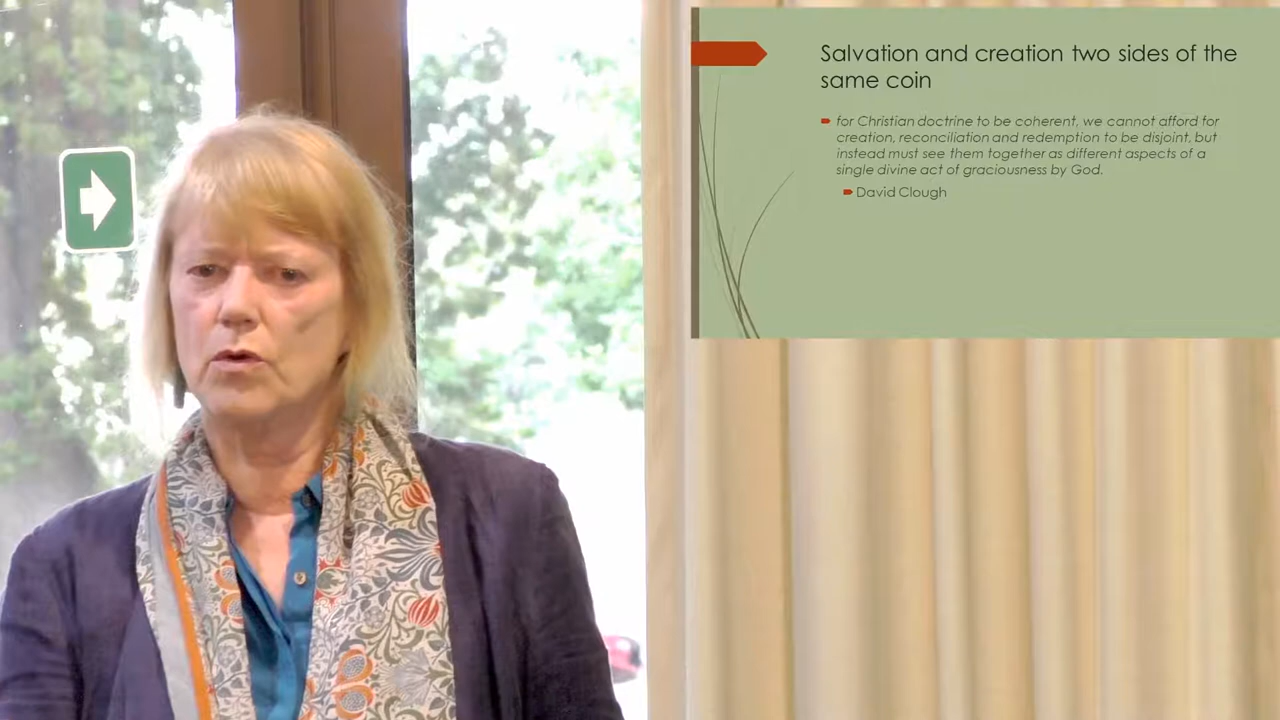 Salvation and creation two sides of the
same coin
for Christian doctrine to be coherent, we cannot afford for
creation, reconciliation and redemption to be disjoint, but
instead must see them together as different aspects of a
single divine act of graciousness by God.
David Clough